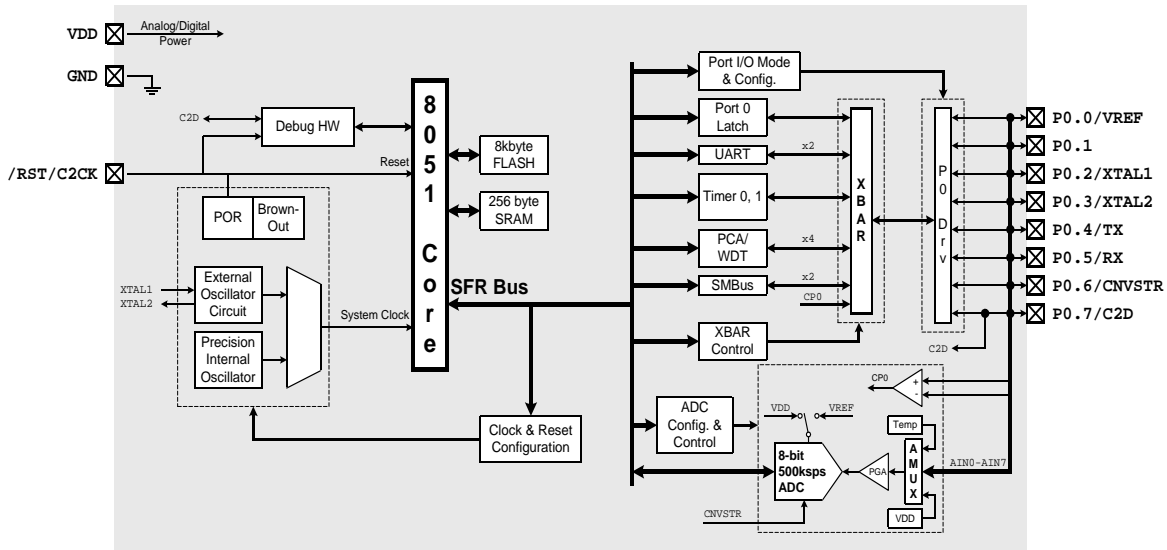 VDD
Analog/Digital
Power
GND
C2D
Debug HW
/RST/C2CK
Reset
POR
Brown-
Out
XTAL1
XTAL2
External
Oscillator
Circuit
Precision
Internal
Oscillator
System Clock
8
0
5
1
C
o
r
e
8kbyte
FLASH
256 byte
SRAM
SFR Bus
Clock & Reset
Configuration
Port I/O Mode
& Config.
Port 0
Latch
UART
x2
Timer 0, 1
PCA/
WDT
x4
SMBus
x2
CP0
XBAR
Control
X
B
A
R
P
0
D
r
v
P0.0/VREF
P0.1
P0.2/XTAL1
P0.3/XTAL2
P0.4/TX
P0.5/RX
P0.6/CNVSTR
P0.7/C2D
C2D
CP0
+
-
ADC
Config. &
Control
VDD
VREF
8-bit
500ksps
ADC
PGA
Temp
A
M
U
X
VDD
AIN0-AIN7
CNVSTR